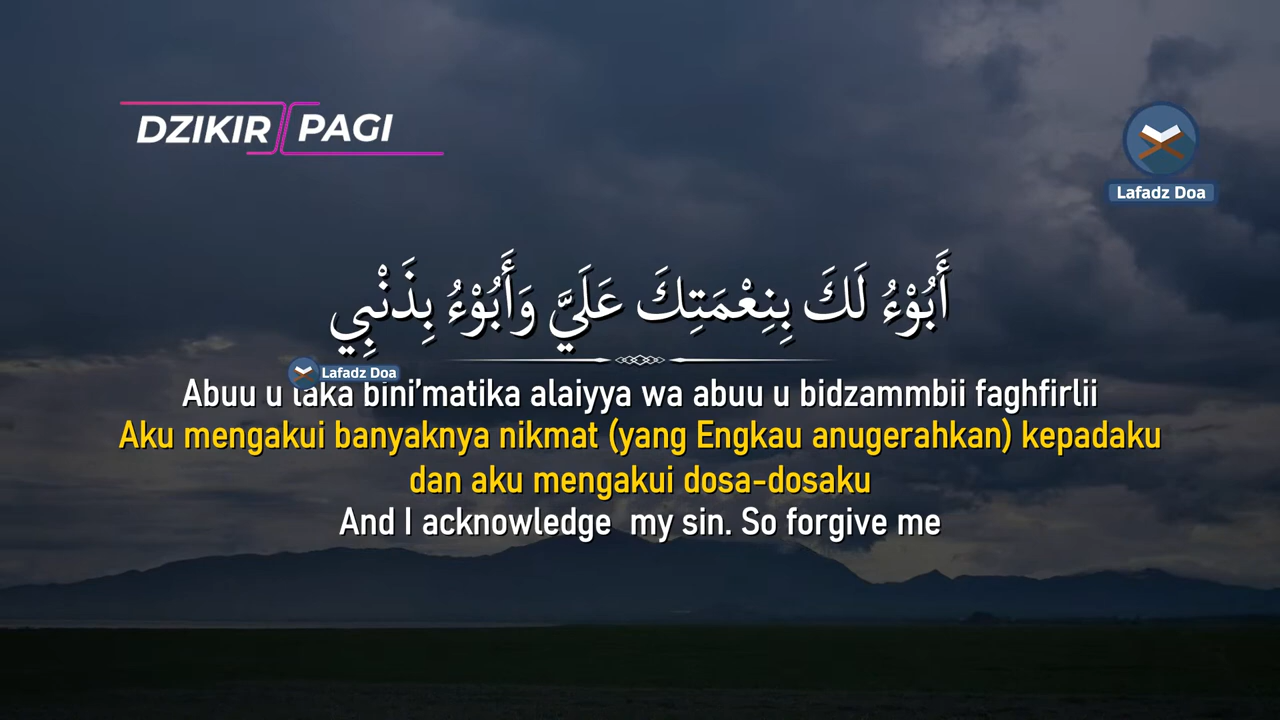 DZIKIR PAGI
Lafadz Doa
أَبُوْءُ لَكَ بِنِعْمَتِكَ عَلَيَّ وَأَبُوْءُ بِذَنْبِي
Lafadz Doa
Abuu u laka bini’matika alaiyya wa abuu u bidzammbii faghfirlii
Aku mengakui banyaknya nikmat (yang Engkau anugerahkan) kepadaku
dan aku mengakui dosa-dosaku
And I acknowledge  my sin. So forgive me